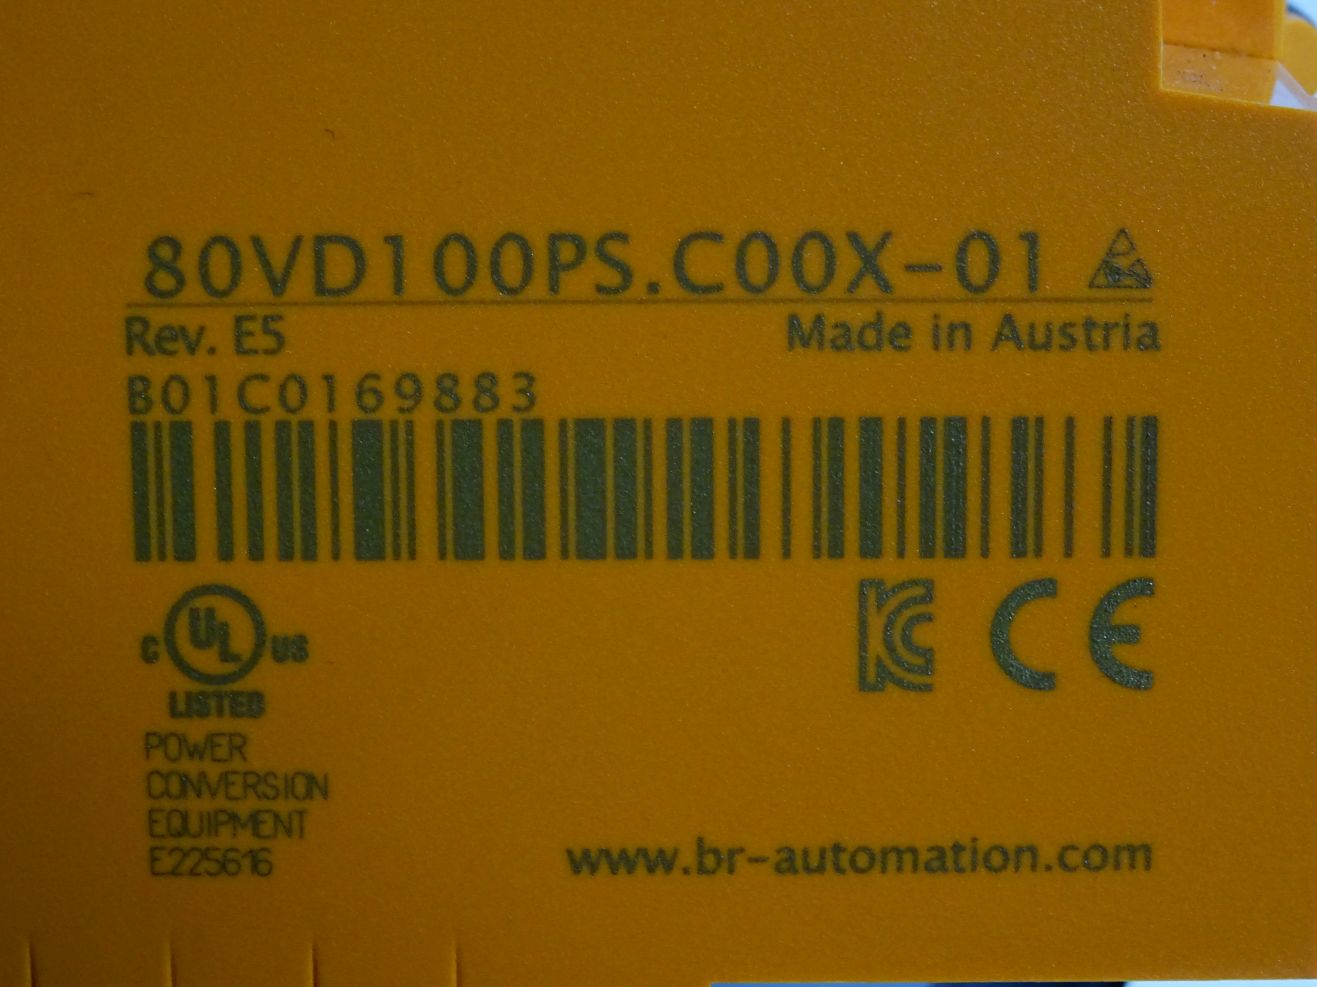 80VD100PS.C00X-01
Rev. E5 Made in Austria
B01C0169883
C UL US
LISTED
KC CE
POWER
CONVERSION
EQUIPMENT
E225616
www.br-automation.com